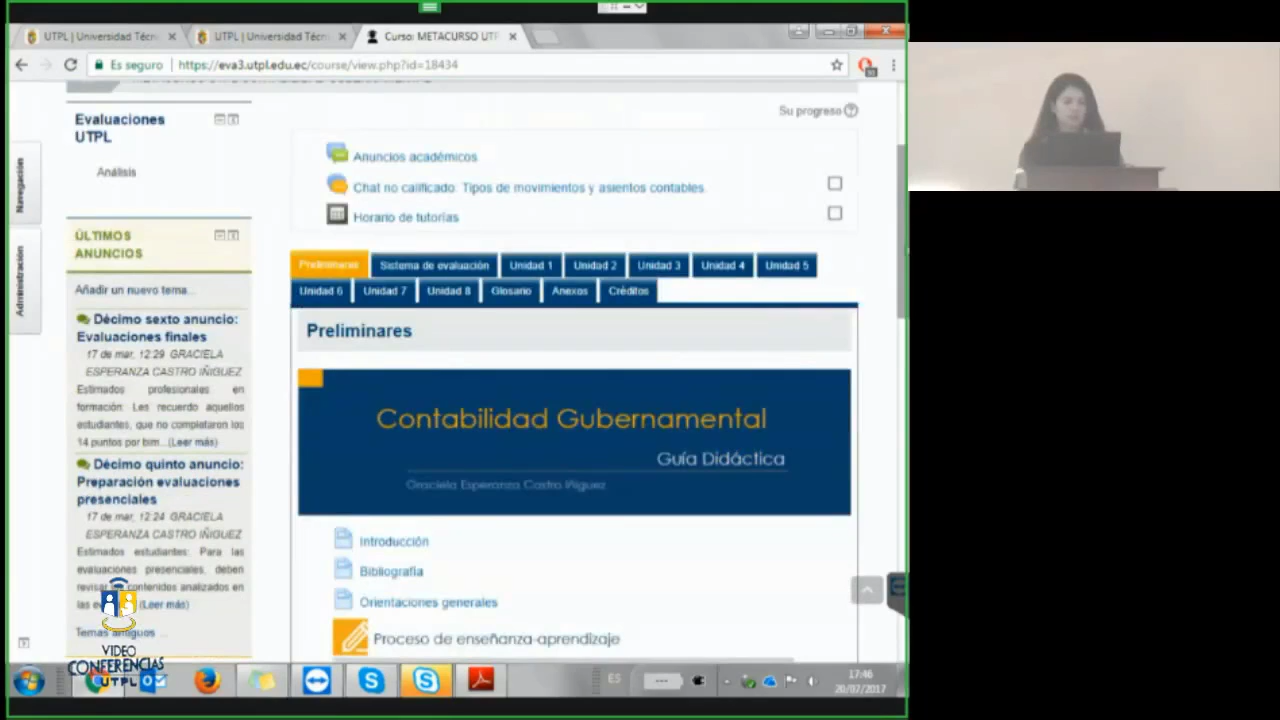 UTPL | Universidad Técni
UTPL | Universidad Técni
Curso: METACURSO UTP
Es seguro
https://eva3.utpl.edu.ec/course/view.php?id=18434
Navegación
Administración
Evaluaciones
UTPL
Análisis
ÚLTIMOS
ANUNCIOS
Añadir un nuevo tema...
Décimo sexto anuncio:
Evaluaciones finales
17 de mar, 12:29 GRACIELA
ESPERANZA CASTRO IÑIGUEZ
Estimados profesionales en
formación: Les recuerdo aquellos
estudiantes, que no completaron los
14 puntos por bim...(Leer más)
Décimo quinto anuncio:
Preparación evaluaciones
presenciales
17 de mar, 12:24 GRACIELA
ESPERANZA CASTRO IÑIGUEZ
Estimados estudiantes: Para las
evaluaciones presenciales, deben
revisar contenidos analizados en
las (Leer más)
Temas antiguos ...
Su progreso
Anuncios académicos
Chat no calificado: Tipos de movimientos y asientos contables.
Horario de tutorías
Preliminares
Sistema de evaluación
Unidad 1
Unidad 2
Unidad 3
Unidad 4
Unidad 5
Unidad 6
Unidad 7
Unidad 8
Glosario
Anexos
Créditos
Preliminares
Contabilidad Gubernamental
Guía Didáctica
Graciela Esperanza Castro Iñiguez
Introducción
Bibliografía
Orientaciones generales
Proceso de enseñanza-aprendizaje
VIDEO
CONFERENCIAS
UTPL
ES
17:46
20/07/2017